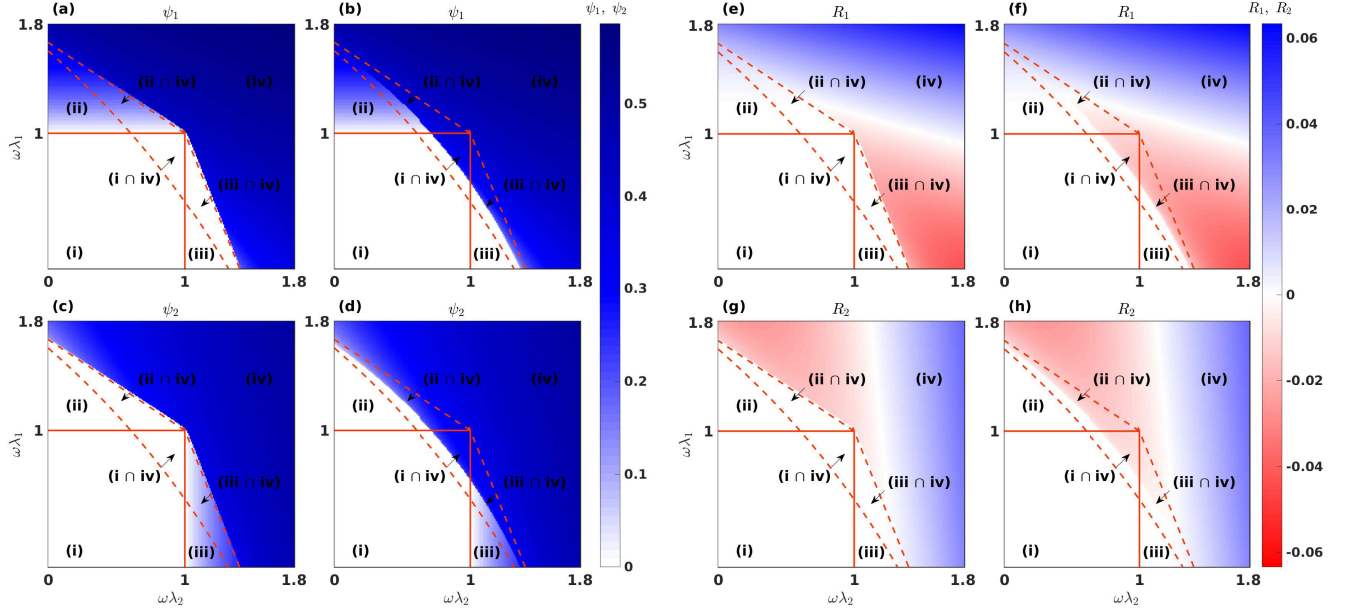 (a) ψ₁ (b) ψ₁ ψ₁, ψ₂ (e) R₁ (f) R₁ R₁, R₂
1.8 1.8 1.8 1.8 0.06
(ii ∩ iv) (iv) (ii ∩ iv) (iv) 0.5 (ii ∩ iv) (iv) (ii ∩ iv) (iv)
(ii) (ii) (ii) (ii) 0.04
ωλ₁ 1 1 0.4 ωλ₁ 1 1
(i ∩ iv) (iii ∩ iv) (i ∩ iv) (iii ∩ iv) (i ∩ iv) (iii ∩ iv) (i ∩ iv) (iii ∩ iv) 0.02
(i) (iii) (i) (iii) 0.3 (i) (iii) (i) (iii)
0 1 1.8 0 1 1.8 0 1 1.8 0 1 1.8 0
(c) ψ₂ (d) ψ₂ (g) R₂ (h) R₂
1.8 1.8 1.8 1.8
(ii ∩ iv) (iv) (ii ∩ iv) (iv) 0.2 (ii ∩ iv) (iv) (ii ∩ iv) (iv) -0.02
(ii) (ii) (ii) (ii)
ωλ₁ 1 1 ωλ₁ 1 1
(i ∩ iv) (iii ∩ iv) (i ∩ iv) (iii ∩ iv) 0.1 (i ∩ iv) (iii ∩ iv) (i ∩ iv) (iii ∩ iv) -0.04
(i) (iii) (i) (iii) (i) (iii) (i) (iii) -0.06
0 1 1.8 0 1 1.8 0 0 1 1.8 0 1 1.8
ωλ₂ ωλ₂ ωλ₂ ωλ₂